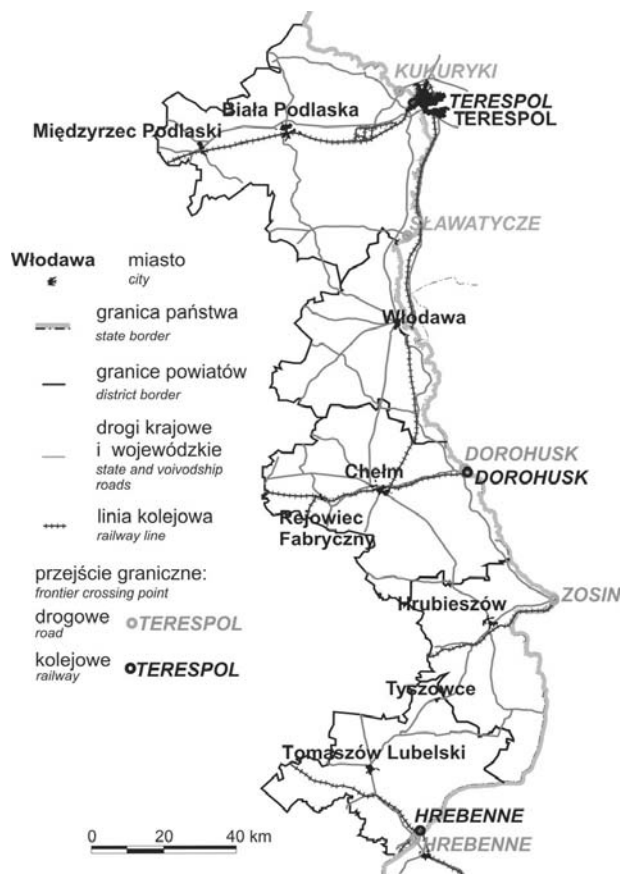 KUKURYKI
TERESPOL
TERESPOL
Biała Podlaska
Międzyrzec Podlaski
SŁAWATYCZE
Włodawa
miasto
city
granica państwa
state border
Włodawa
granice powiatów
district border
drogi krajowe
i wojewódzkie
state and voivodship
roads
DOROHUSK
DOROHUSK
Chełm
linia kolejowa
railway line
Rejowiec
Fabryczny
przejście graniczne:
frontier crossing point
drogowe
road
TERESPOL
kolejowe
railway
TERESPOL
ZOSIN
Hrubieszów
Tyszowce
Tomaszów Lubelski
HREBENNE
HREBENNE
0 20 40 km